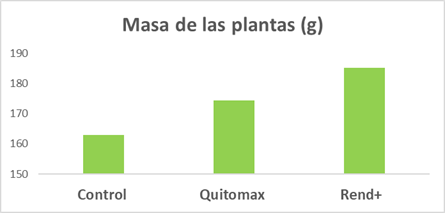 Masa de las plantas (g)
190
180
170
160
150
Control Quitomax Rend+